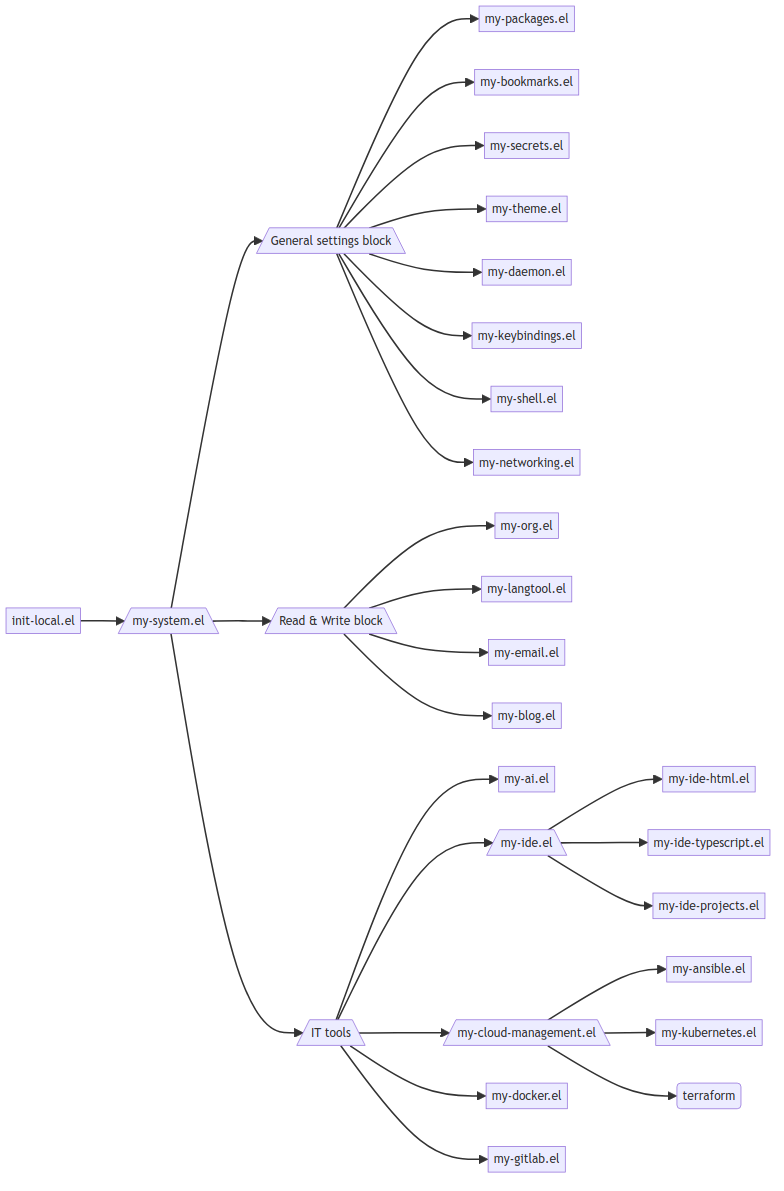 my-packages.el
my-bookmarks.el
my-secrets.el
my-theme.el
General settings block
my-daemon.el
my-keybindings.el
my-shell.el
my-networking.el
my-org.el
my-langtool.el
init-local.el
my-system.el
Read & Write block
my-email.el
my-blog.el
my-ai.el
my-ide-html.el
my-ide.el
my-ide-typescript.el
my-ide-projects.el
my-ansible.el
IT tools
my-cloud-management.el
my-kubernetes.el
my-docker.el
terraform
my-gitlab.el